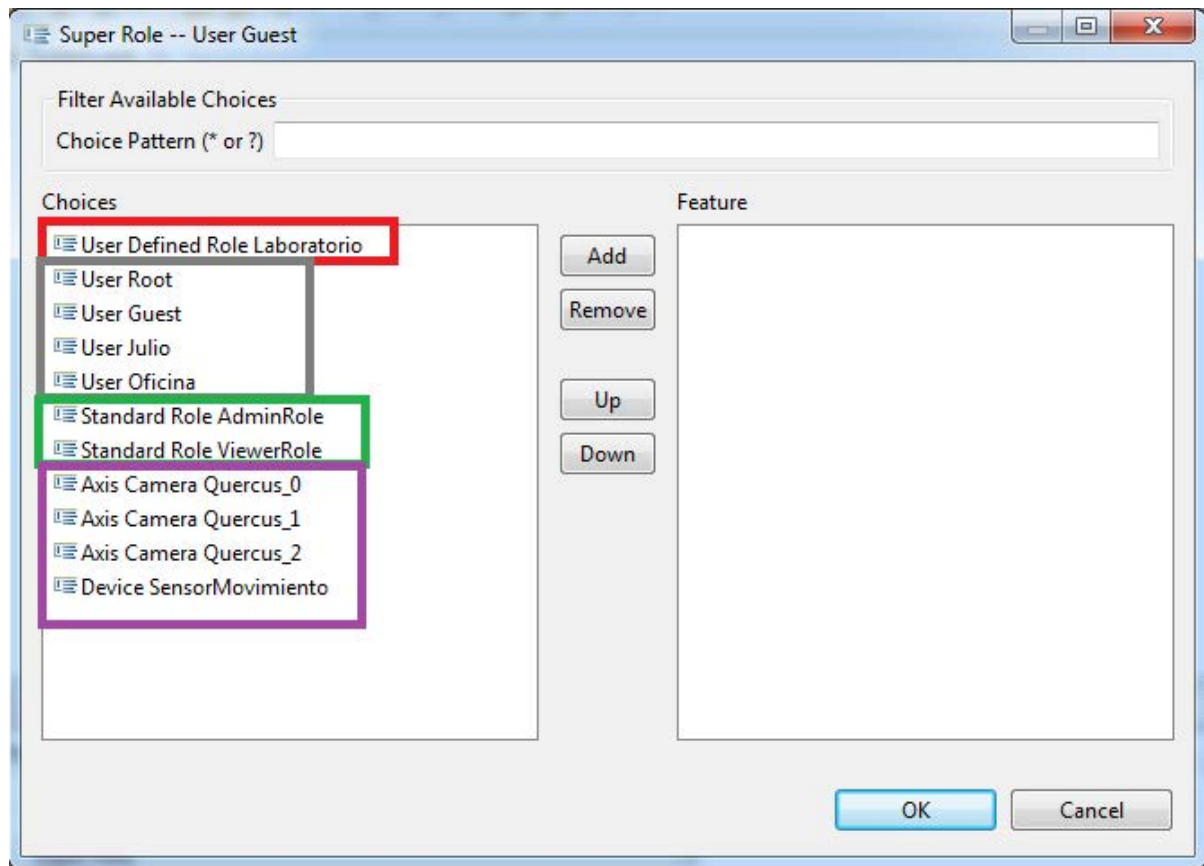 Super Role -- User Guest
Filter Available Choices
Choice Pattern (* or ?)
Choices
User Defined Role Laboratorio
User Root
User Guest
User Julio
User Oficina
Standard Role AdminRole
Standard Role ViewerRole
Axis Camera Quercus_0
Axis Camera Quercus_1
Axis Camera Quercus_2
Device SensorMovimiento
Add
Remove
Up
Down
Feature
OK
Cancel